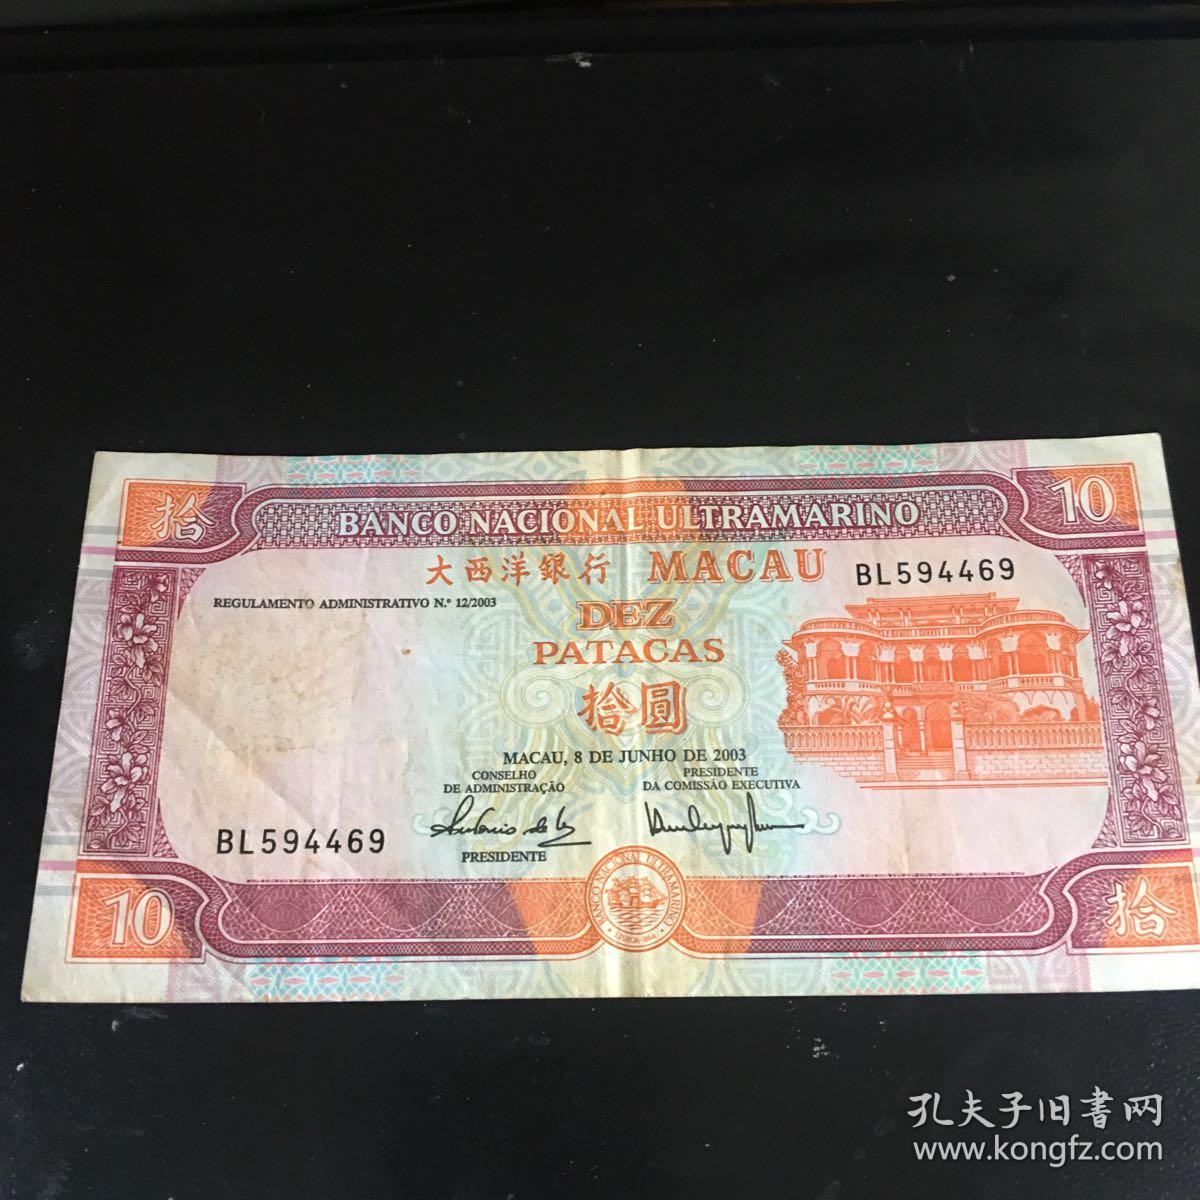 拾
BANCO NACIONAL ULTRAMARINO
10
大西洋銀行 MACAU
BL594469
REGULAMENTO ADMINISTRATIVO N.º 12/2003
DEZ
PATACAS
拾圓
MACAU, 8 DE JUNHO DE 2003
CONSELHO
DE ADMINISTRAÇÃO
PRESIDENTE
DA COMISSÃO EXECUTIVA
BL594469
PRESIDENTE
10
BANCO NACIONAL ULTRAMARINO
拾
孔夫子旧書网
www.kongfz.com